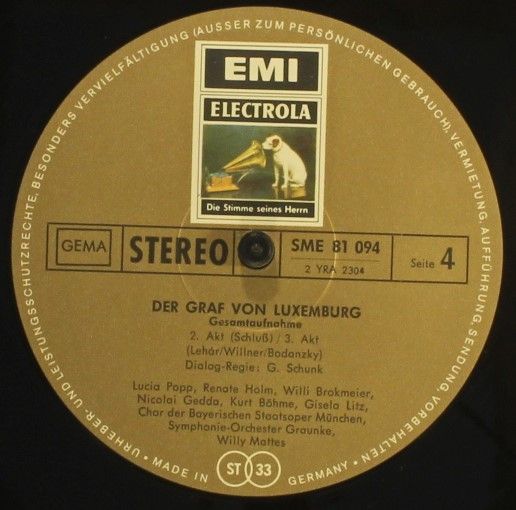 URHEBER- UND LEISTUNGSSCHUTZRECHTE, BESONDERS VERVIELFÄLTIGUNG (AUSSER ZUM PERSÖNLICHEN GEBRAUCH), VERMIETUNG, AUFFÜHRUNG, SENDUNG VORBEHALTEN
EMI
ELECTROLA
Die Stimme seines Herrn
GEMA
STEREO
SME 81 094
2 YRA 2304
Seite 4
DER GRAF VON LUXEMBURG
Gesamtaufnahme
2. Akt (Schluß) / 3. Akt
(Lehár/Willner/Bodanzky)
Dialog-Regie: G. Schunk
Lucia Popp, Renate Holm, Willi Brokmeier,
Nicolai Gedda, Kurt Böhme, Gisela Litz,
Chor der Bayerischen Staatsoper München,
Symphonie-Orchester Graunke,
Willy Mattes
• MADE IN
ST 33
GERMANY •